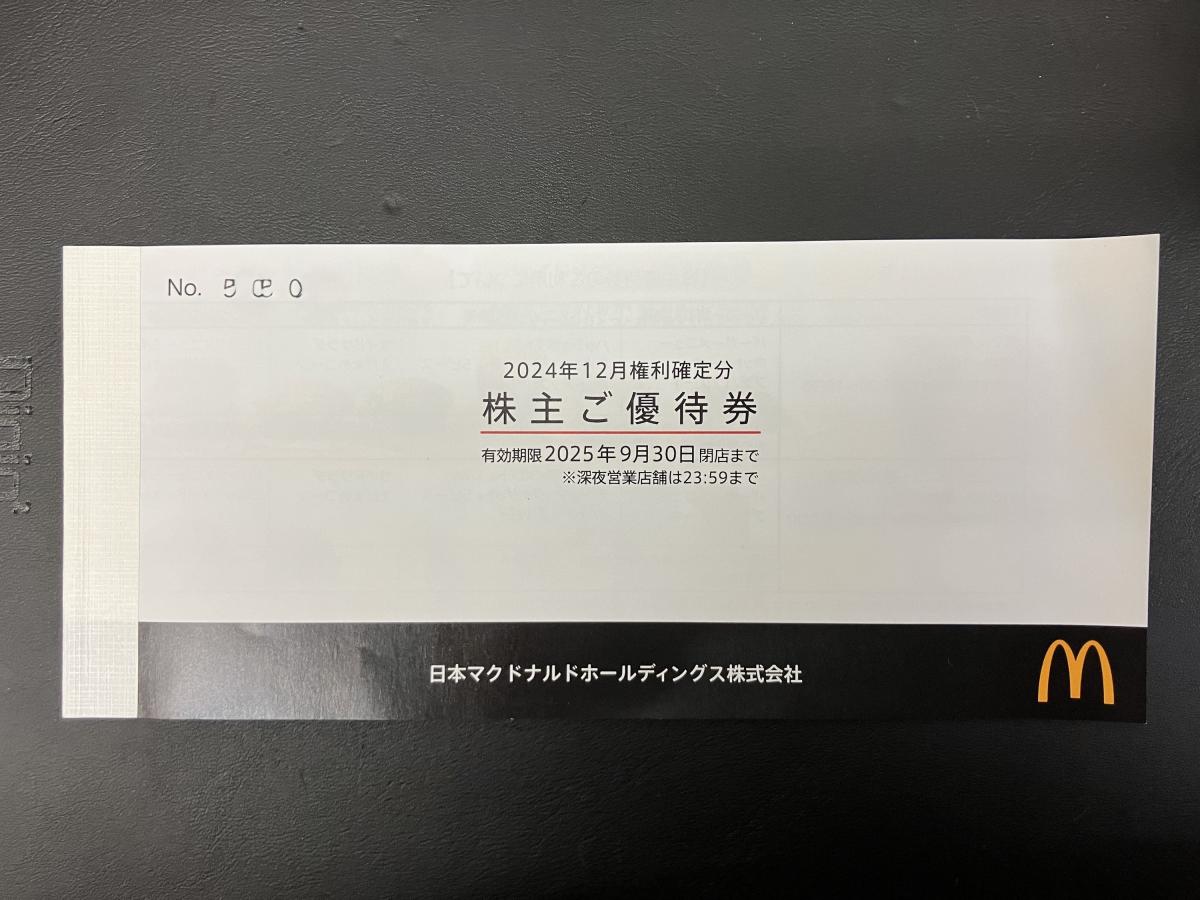 No.
2024年12月権利確定分
株主ご優待券
有効期限2025年9月30日閉店まで
※深夜営業店舗は23:59まで
日本マクドナルドホールディングス株式会社